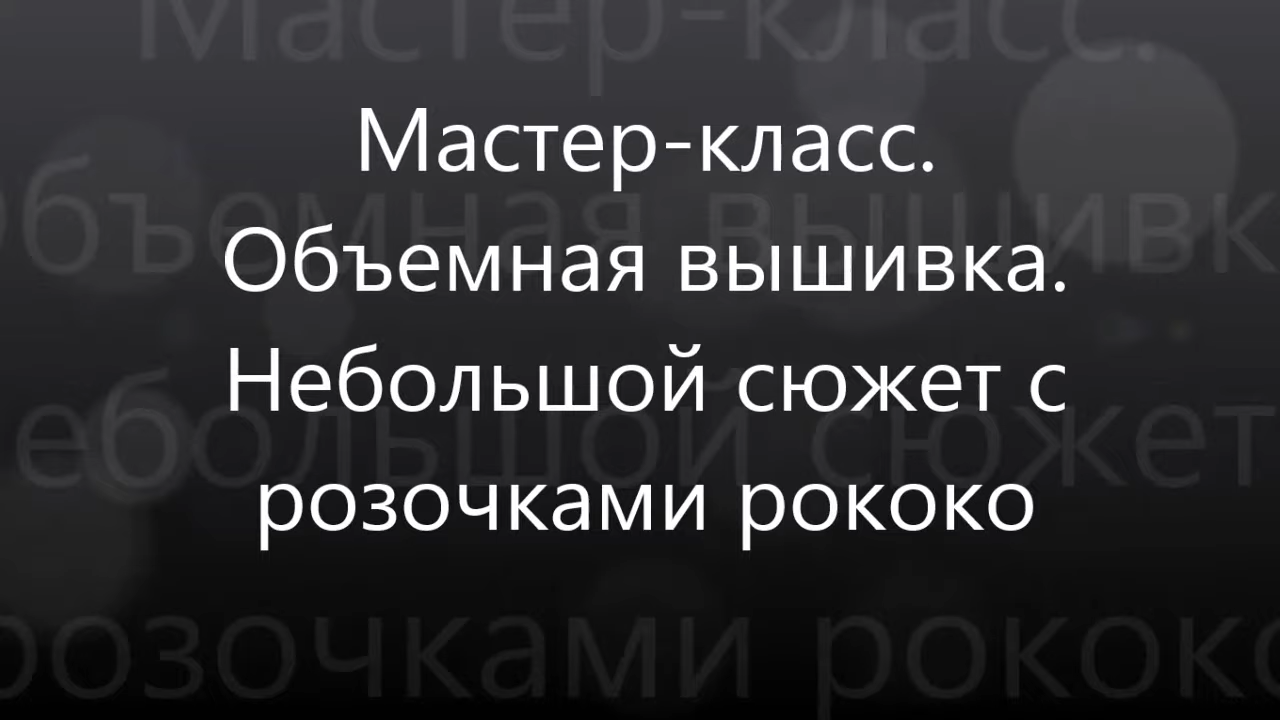 Мастер-класс.
Объемная вышивка.
Небольшой сюжет с
розочками рококо